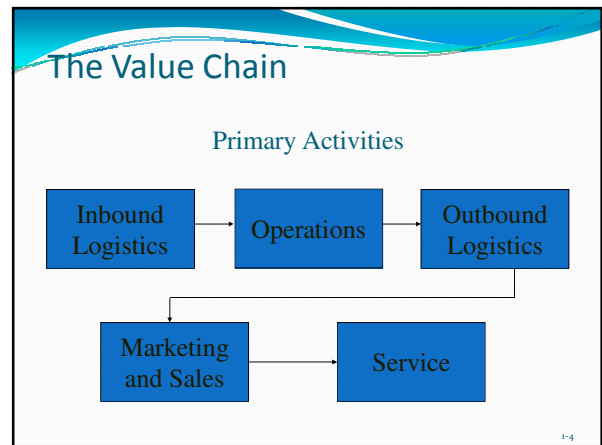 The Value Chain
Primary Activities
Inbound
Logistics
Operations
Outbound
Logistics
Marketing
and Sales
Service
1-4